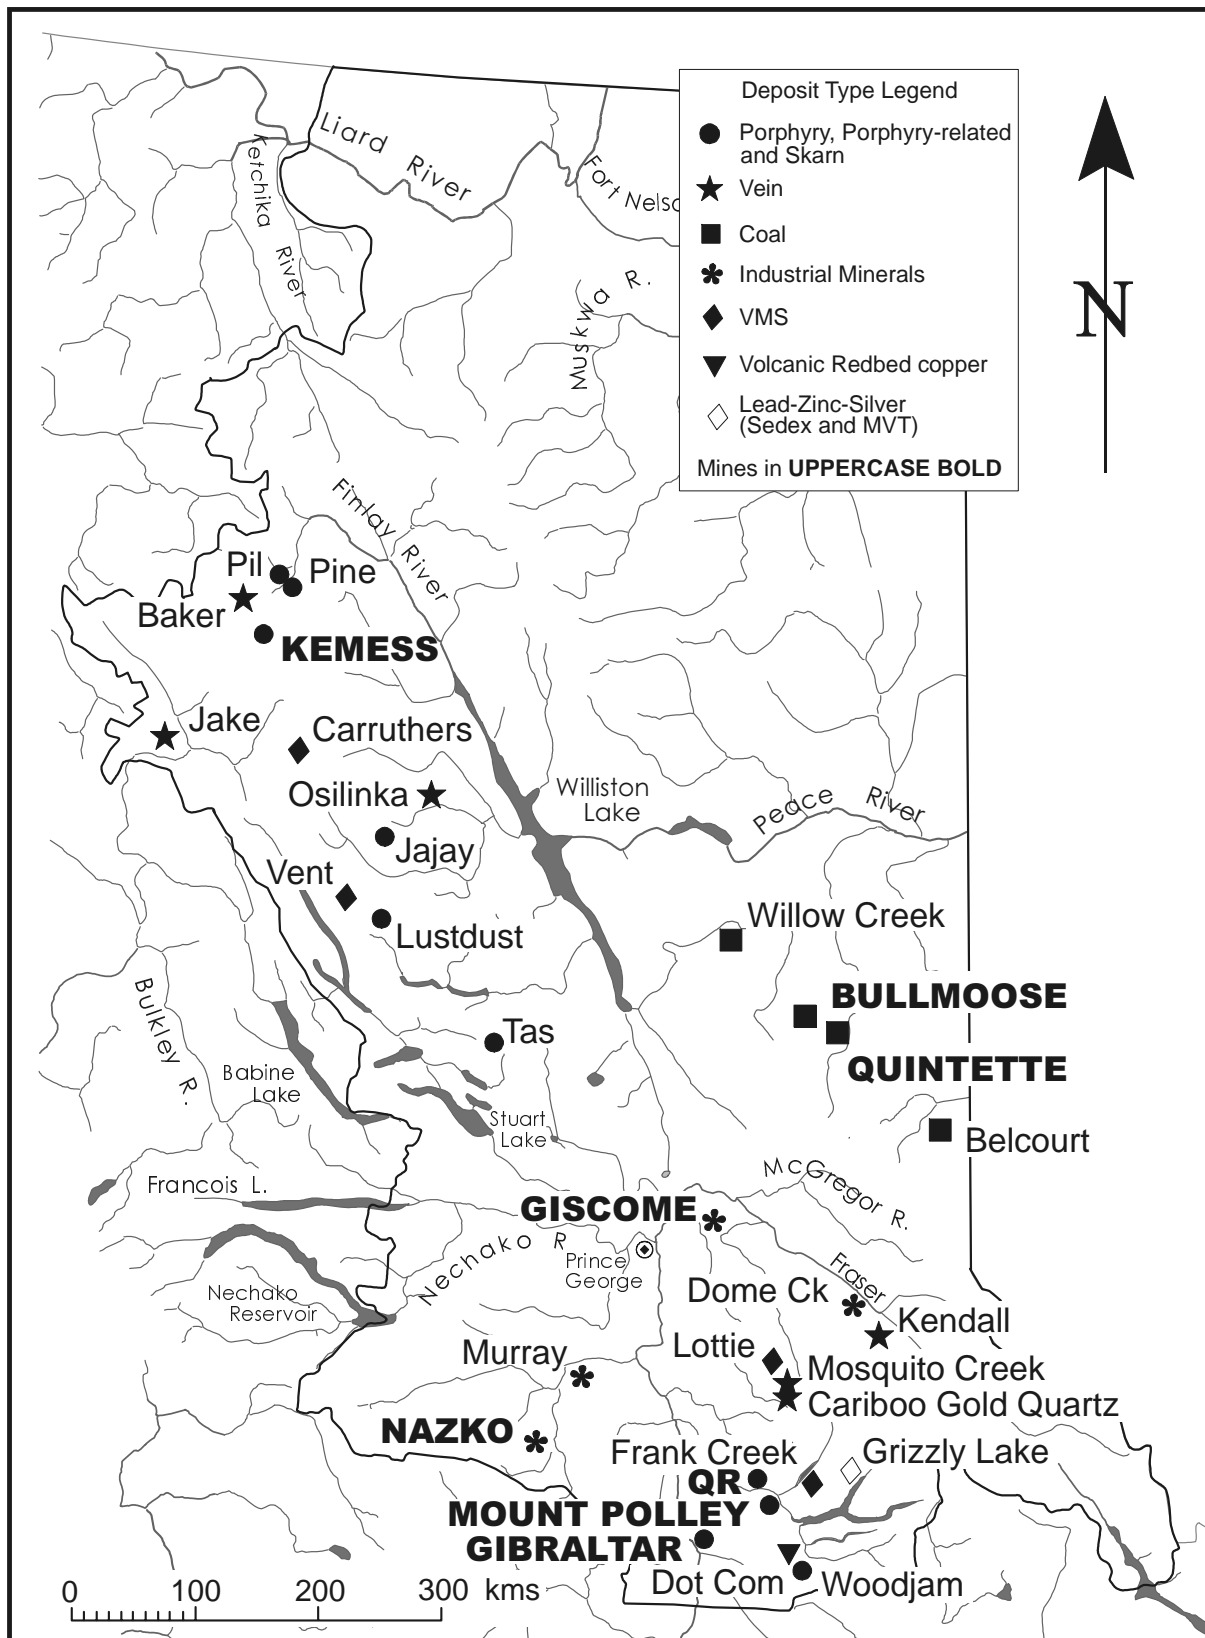 Deposit Type Legend
Porphyry, Porphyry-related
and Skarn
Vein
Coal
Industrial Minerals
VMS
Volcanic Redbed copper
Lead-Zinc-Silver
(Sedex and MVT)
Mines in UPPERCASE BOLD
N
Liard River
Ketchika River
Fort Nelso
Muskwa R.
Finlay River
Pil
Pine
Baker
KEMESS
Jake
Carruthers
Osilinka
Williston
Lake
Peace River
Jajay
Vent
Willow Creek
Lustdust
Bulkley R.
BULLMOOSE
Tas
QUINTETTE
Babine
Lake
Stuart
Lake
Belcourt
McGregor R.
Francois L.
GISCOME
Nechako R
Prince
George
Fraser
Dome Ck
Nechako
Reservoir
Kendall
Lottie
Murray
Mosquito Creek
Cariboo Gold Quartz
NAZKO
Frank Creek
Grizzly Lake
QR
MOUNT POLLEY
GIBRALTAR
Dot Com
Woodjam
0 100 200 300 kms